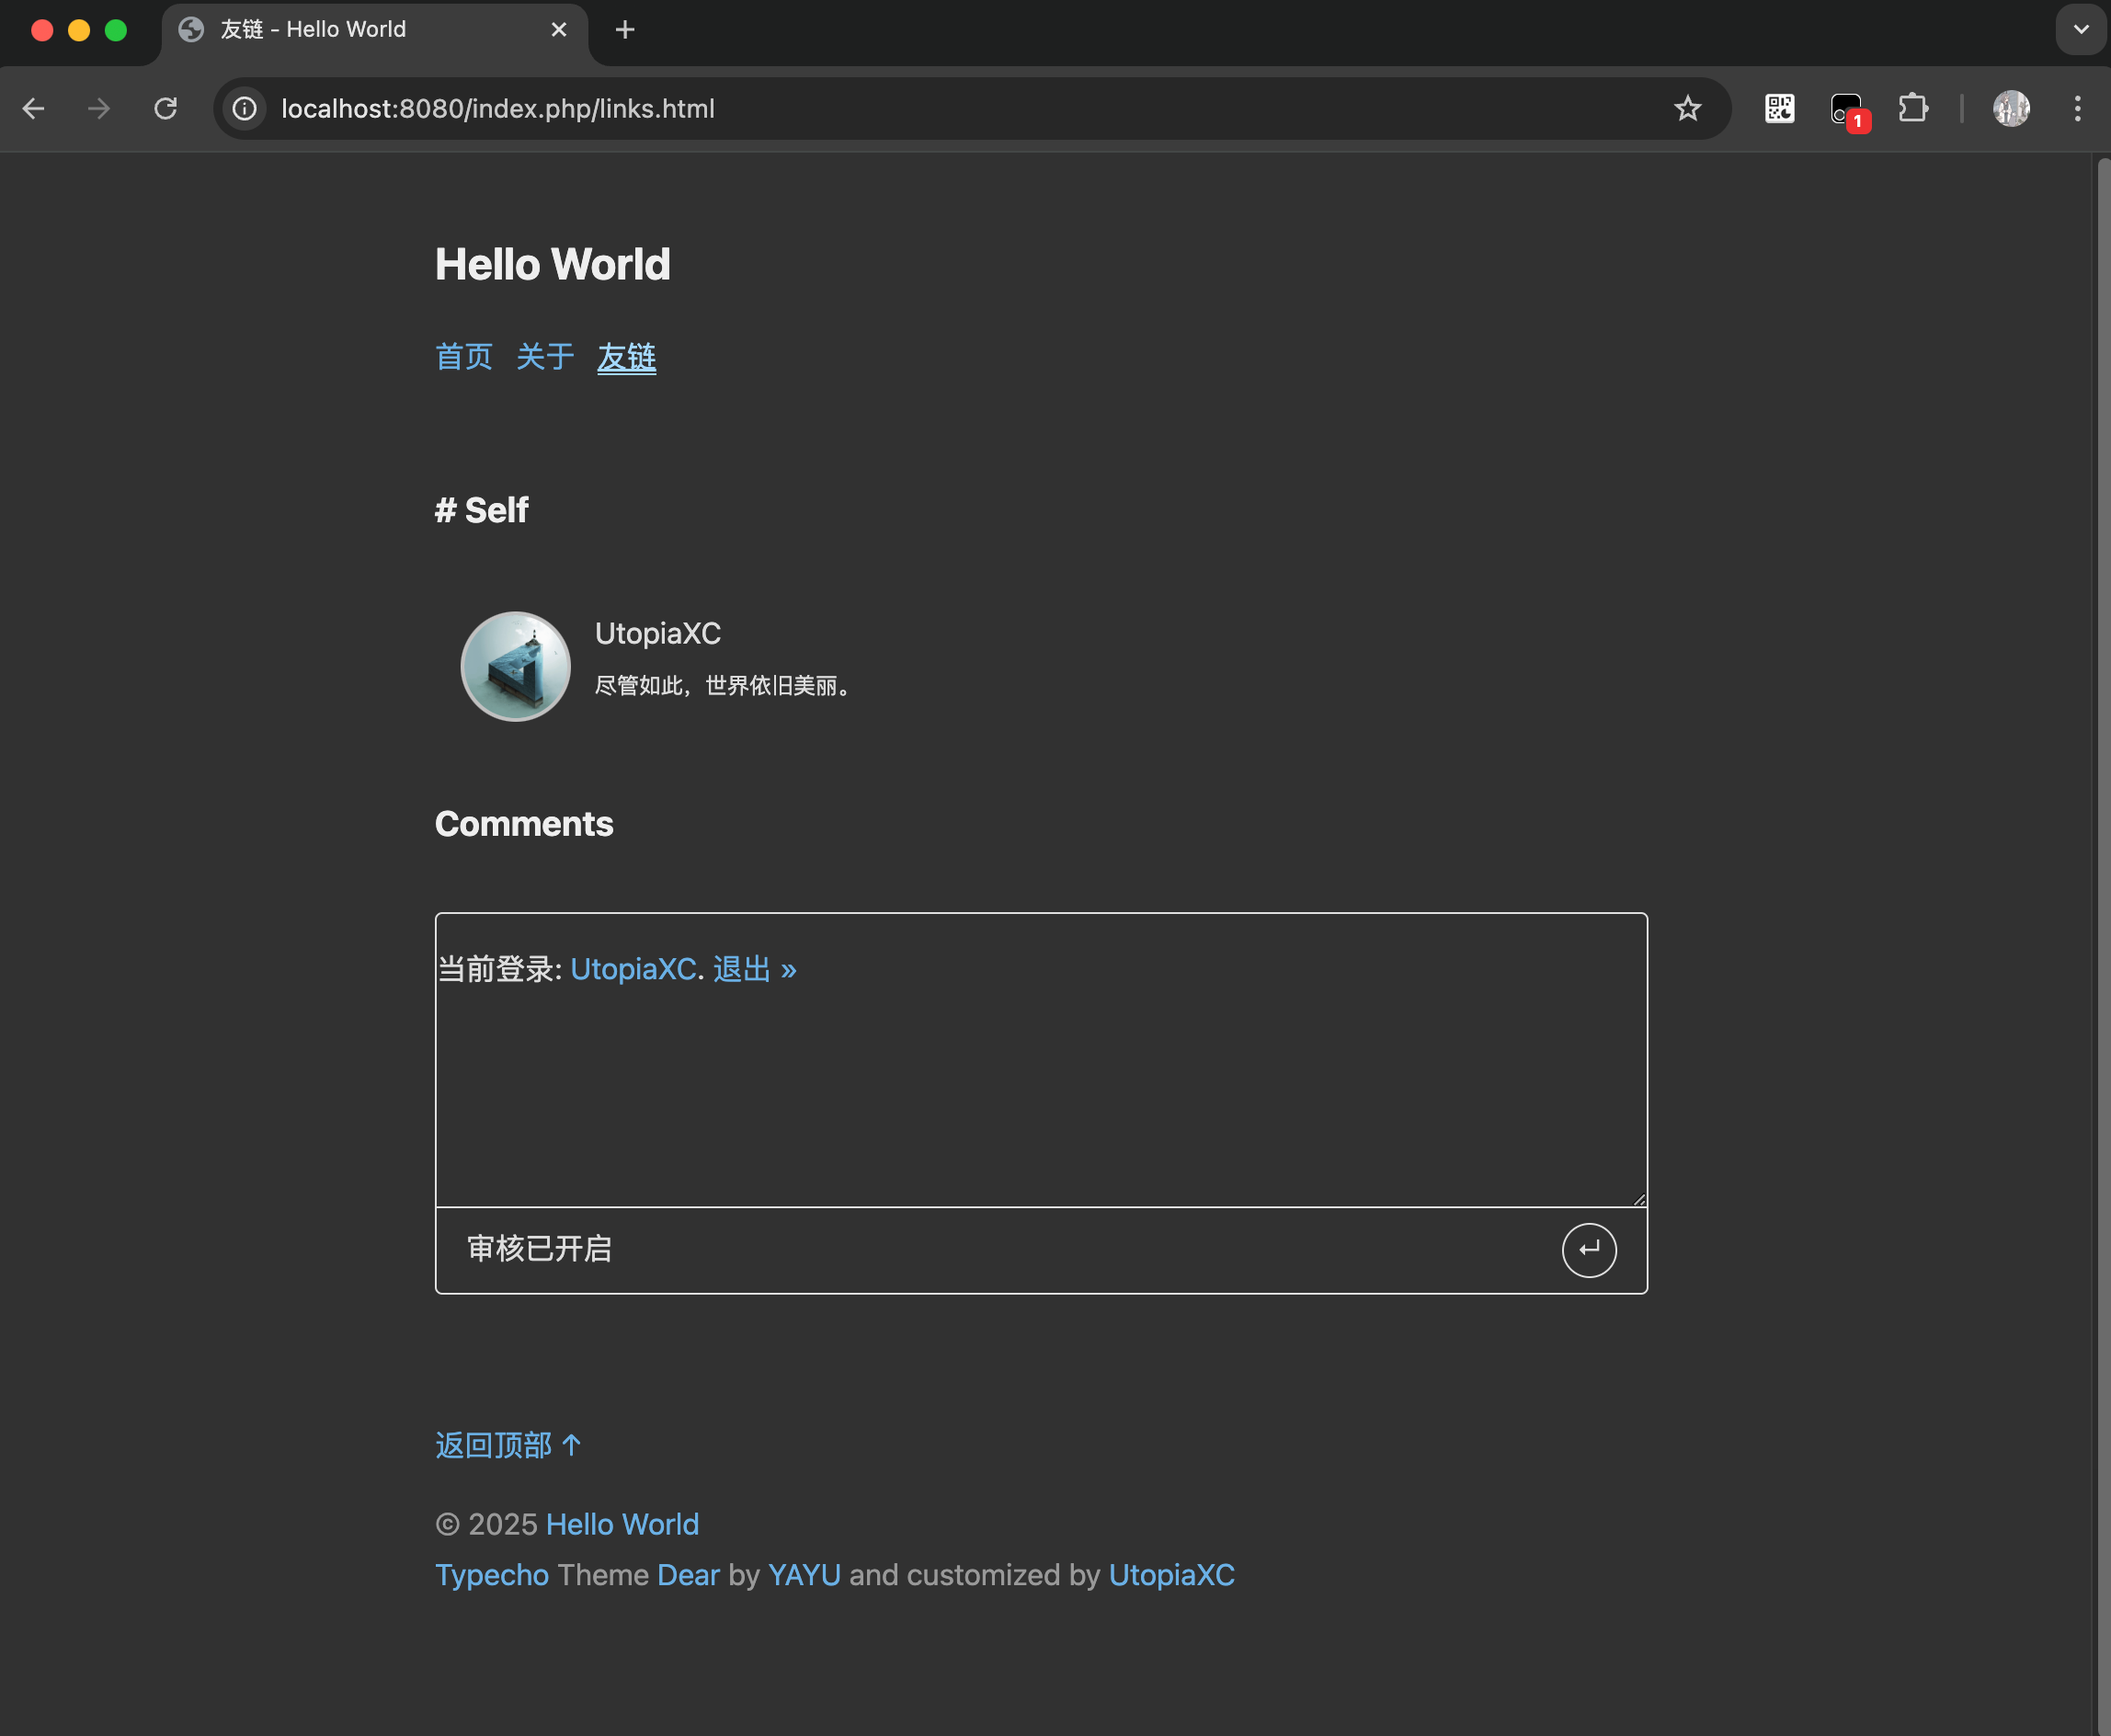 友链 - Hello World
localhost:8080/index.php/links.html
1
Hello World
首页 关于 友链
# Self
UtopiaXC
尽管如此，世界依旧美丽。
Comments
当前登录: UtopiaXC. 退出 »
审核已开启
返回顶部 ↑
© 2025 Hello World
Typecho Theme Dear by YAYU and customized by UtopiaXC